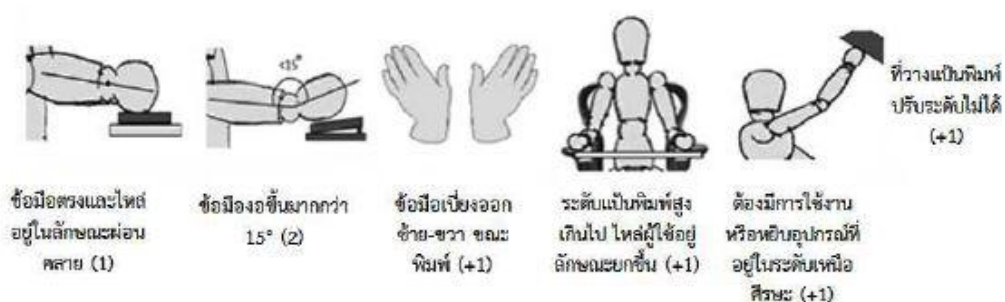 <15°
ที่วางแป้นพิมพ์
ปรับระดับไม่ได้
(+1)
ข้อมือตรงและไหล่
อยู่ในลักษณะผ่อน
คลาย (1)
ข้อมืองอขึ้นมากกว่า
15° (2)
ข้อมือเบี่ยงออก
ซ้าย-ขวา ขณะ
พิมพ์ (+1)
ระดับแป้นพิมพ์สูง
เกินไป ไหล่ผู้ใช้อยู่
ลักษณะยกขึ้น (+1)
ต้องมีการใช้งาน
หรือหยิบอุปกรณ์ที่
อยู่ในระดับเหนือ
ศีรษะ (+1)